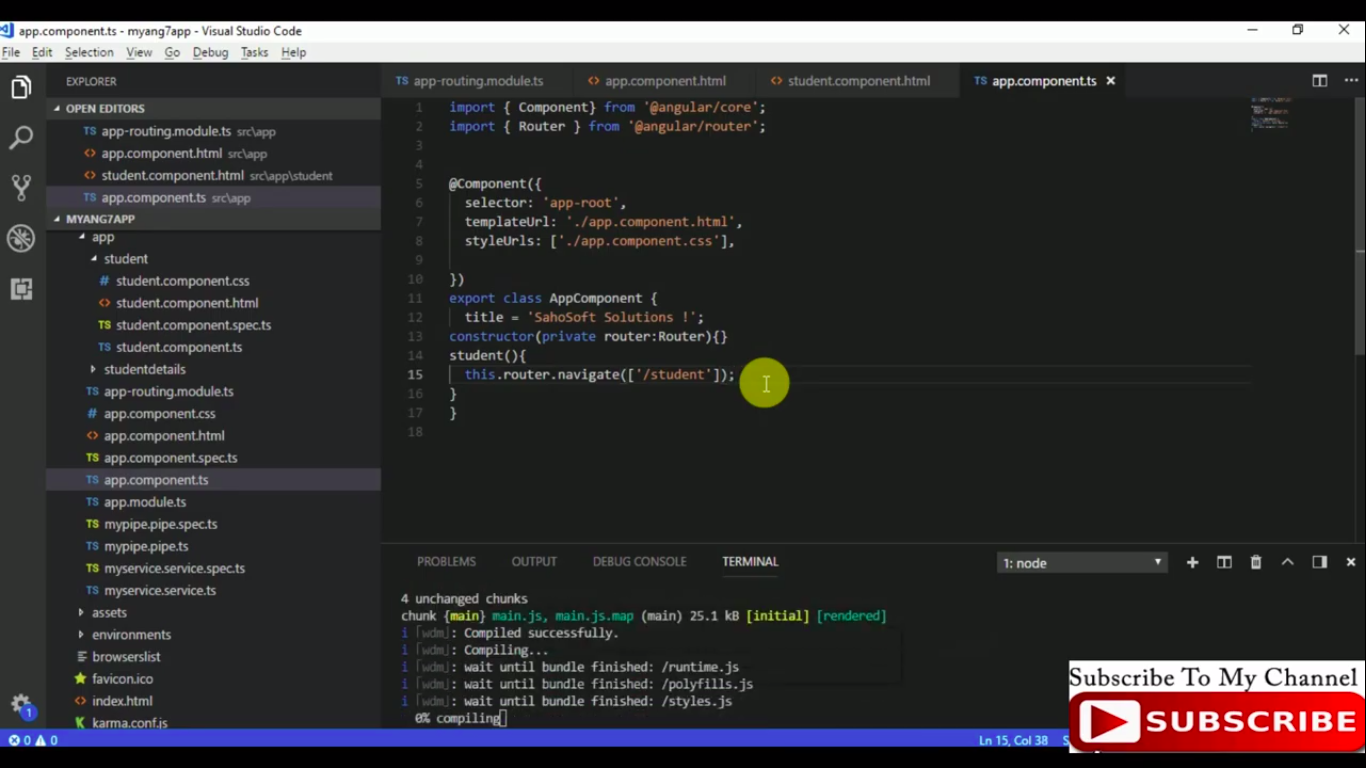 app.component.ts - myang7app - Visual Studio Code
File Edit Selection View Go Debug Tasks Help
EXPLORER
OPEN EDITORS
TS app-routing.module.ts src\app
<> app.component.html src\app
<> student.component.html src\app\student
TS app.component.ts src\app
MYANG7APP
app
student
# student.component.css
<> student.component.html
TS student.component.spec.ts
TS student.component.ts
studentdetails
TS app-routing.module.ts
# app.component.css
<> app.component.html
TS app.component.spec.ts
TS app.component.ts
TS app.module.ts
TS mypipe.pipe.spec.ts
TS mypipe.pipe.ts
TS myservice.service.spec.ts
TS myservice.service.ts
assets
environments
browserslist
favicon.ico
<> index.html
karma.conf.js
TS app-routing.module.ts <> app.component.html <> student.component.html TS app.component.ts
1 import { Component} from '@angular/core';
2 import { Router } from '@angular/router';
3
4
5 @Component({
6 selector: 'app-root',
7 templateUrl: './app.component.html',
8 styleUrls: ['./app.component.css'],
9
10 })
11 export class AppComponent {
12 title = 'SahoSoft Solutions !';
13 constructor(private router:Router){}
14 student(){
15 this.router.navigate(['/student']);
16 }
17 }
18
PROBLEMS OUTPUT DEBUG CONSOLE TERMINAL 1: node
4 unchanged chunks
chunk {main} main.js, main.js.map (main) 25.1 kB [initial] [rendered]
i ｢wdm｣: Compiled successfully.
i ｢wdm｣: Compiling...
i ｢wdm｣: wait until bundle finished: /runtime.js
i ｢wdm｣: wait until bundle finished: /polyfills.js
i ｢wdm｣: wait until bundle finished: /styles.js
0% compiling
1
0 0 Ln 15, Col 38
Subscribe To My Channel
SUBSCRIBE